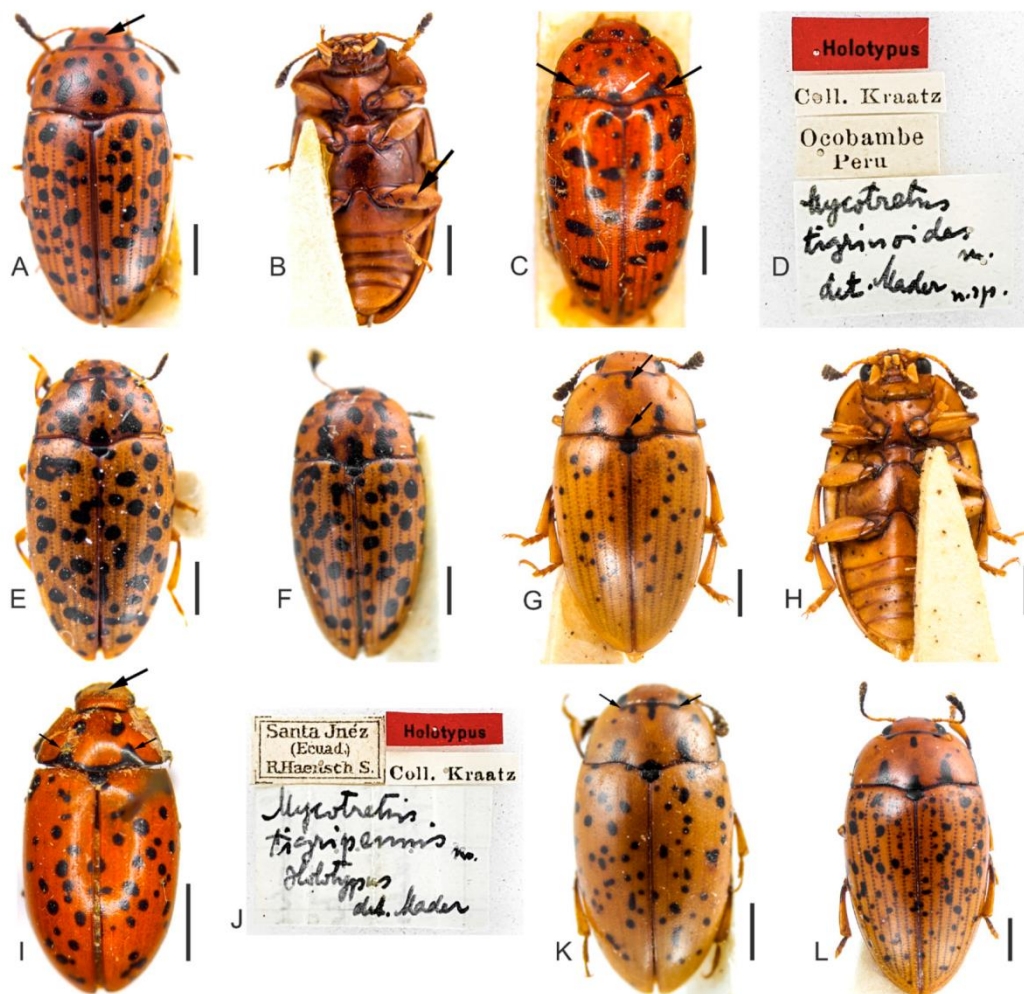 A
B
C
Holotypus
Coll. Kraatz
Ocobambe
Peru
Mycotretus
tigrinoides m.
det. Mader n.sp.
D
E
F
G
H
I
Santa Jnéz
(Ecuad.)
R.Haensch S.
Holotypus
Coll. Kraatz
Mycotretus
tigripennis m.
Holotypus
det. Mader
J
K
L